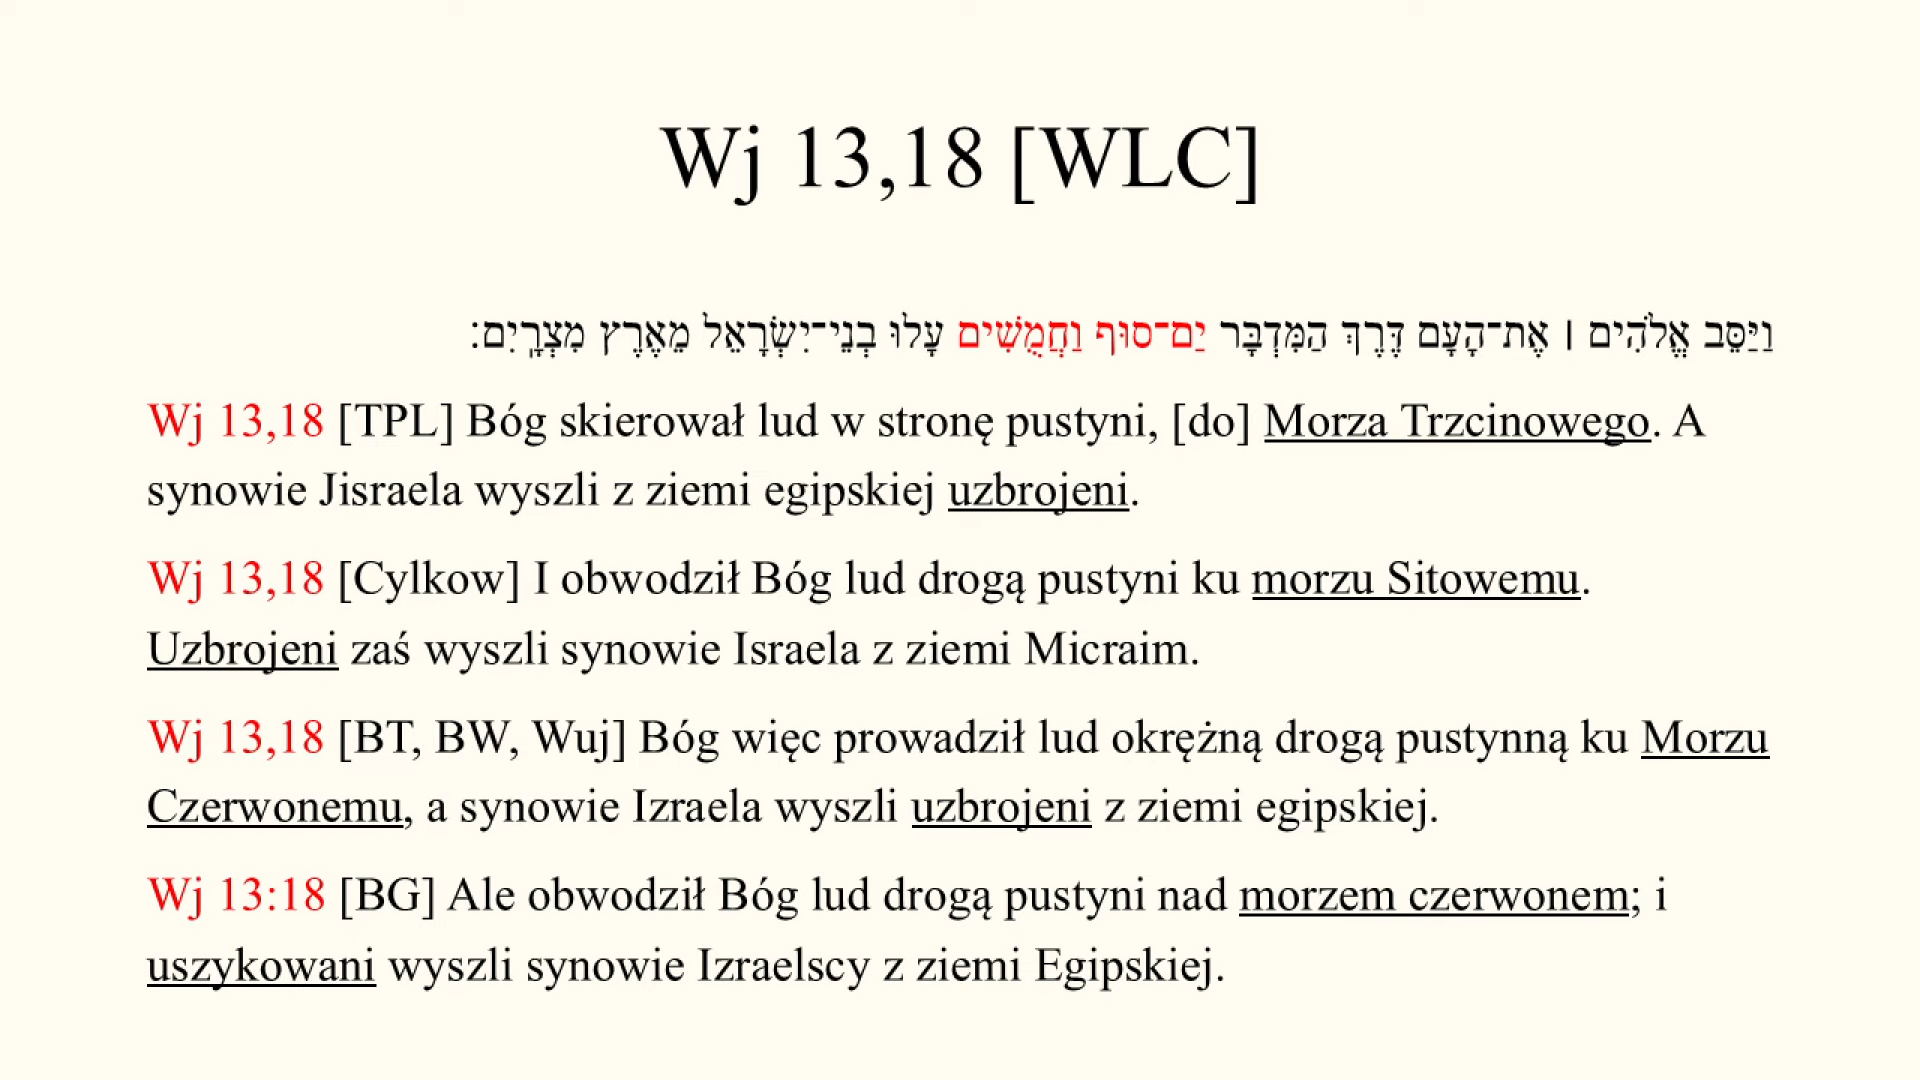 Wj 13,18 [WLC]
וַיַּסֵּב אֱלֹהִים ׀ אֶת־הָעָם דֶּרֶךְ הַמִּדְבָּר יַם־סוּף וַחֲמֻשִׁים עָלוּ בְנֵי־יִשְׂרָאֵל מֵאֶרֶץ מִצְרָיִם׃
Wj 13,18 [TPL] Bóg skierował lud w stronę pustyni, [do] Morza Trzcinowego. A
synowie Jisraela wyszli z ziemi egipskiej uzbrojeni.
Wj 13,18 [Cylkow] I obwodził Bóg lud drogą pustyni ku morzu Sitowemu.
Uzbrojeni zaś wyszli synowie Israela z ziemi Micraim.
Wj 13,18 [BT, BW, Wuj] Bóg więc prowadził lud okrężną drogą pustynną ku Morzu
Czerwonemu, a synowie Izraela wyszli uzbrojeni z ziemi egipskiej.
Wj 13:18 [BG] Ale obwodził Bóg lud drogą pustyni nad morzem czerwonem; i
uszykowani wyszli synowie Izraelscy z ziemi Egipskiej.